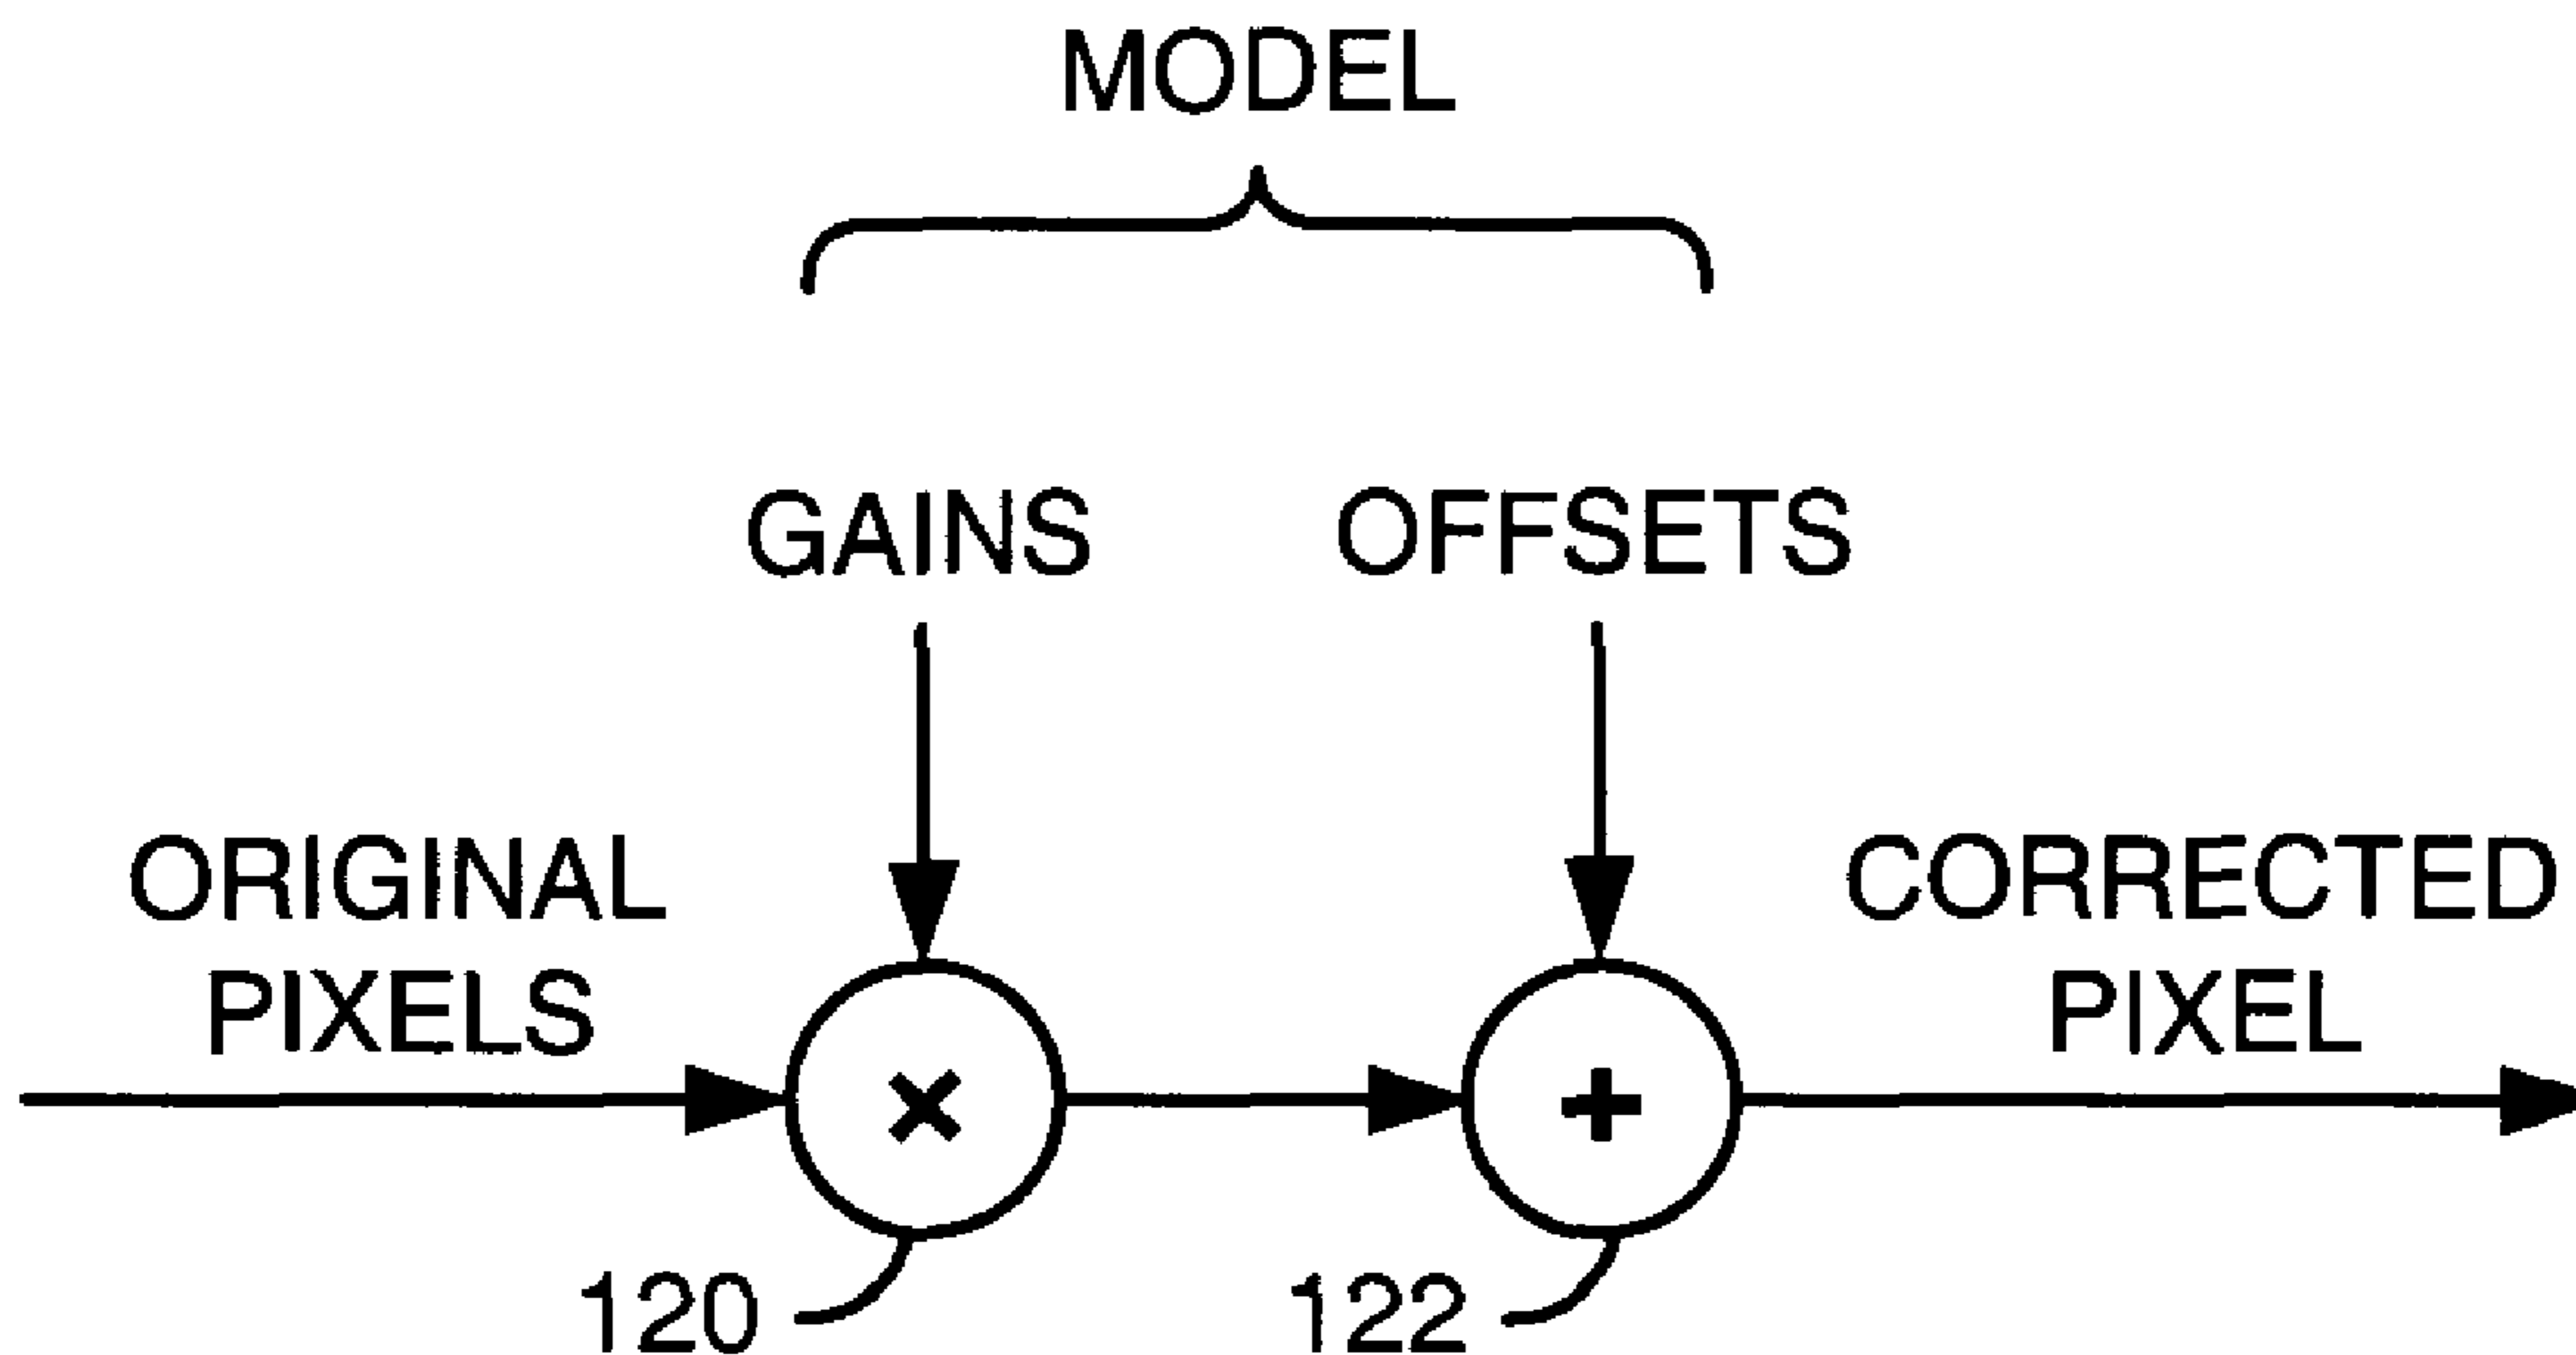 MODEL
GAINS
OFFSETS
ORIGINAL
PIXELS
×
+
CORRECTED
PIXEL
120
122